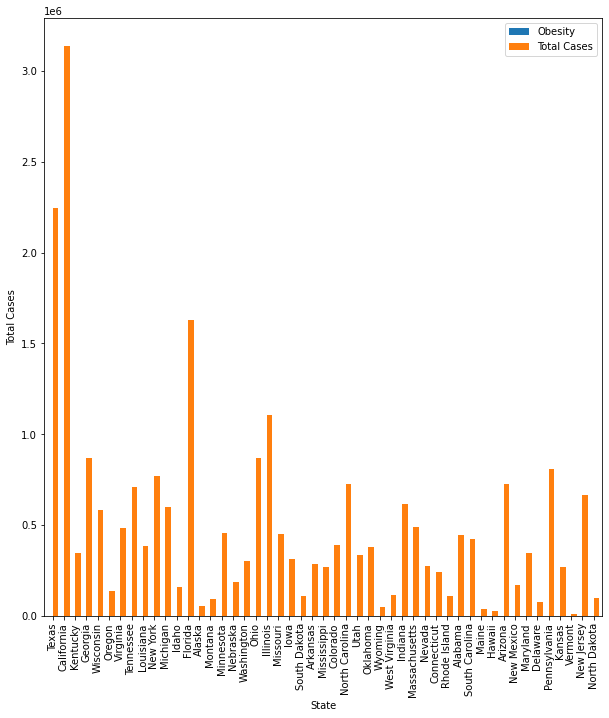 1e6
Obesity
Total Cases
3.0
2.5
2.0
1.5
1.0
0.5
0.0
Total Cases
Texas
California
Kentucky
Georgia
Wisconsin
Oregon
Virginia
Tennessee
Louisiana
New York
Michigan
Idaho
Florida
Alaska
Montana
Minnesota
Nebraska
Washington
Ohio
Illinois
Missouri
Iowa
South Dakota
Arkansas
Mississippi
Colorado
North Carolina
Utah
Oklahoma
Wyoming
West Virginia
Indiana
Massachusetts
Nevada
Connecticut
Rhode Island
Alabama
South Carolina
Maine
Hawaii
Arizona
New Mexico
Maryland
Delaware
Pennsylvania
Kansas
Vermont
New Jersey
North Dakota
State